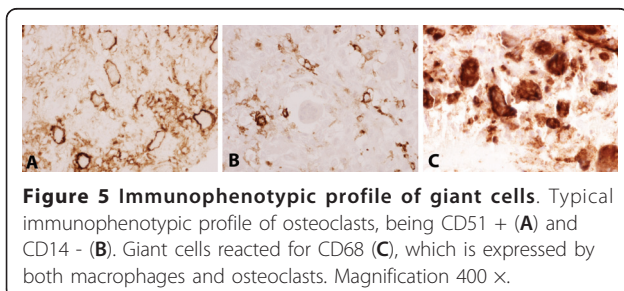 A B C
Figure 5 Immunophenotypic profile of giant cells. Typical
immunophenotypic profile of osteoclasts, being CD51 + (A) and
CD14 - (B). Giant cells reacted for CD68 (C), which is expressed by
both macrophages and osteoclasts. Magnification 400 ×.